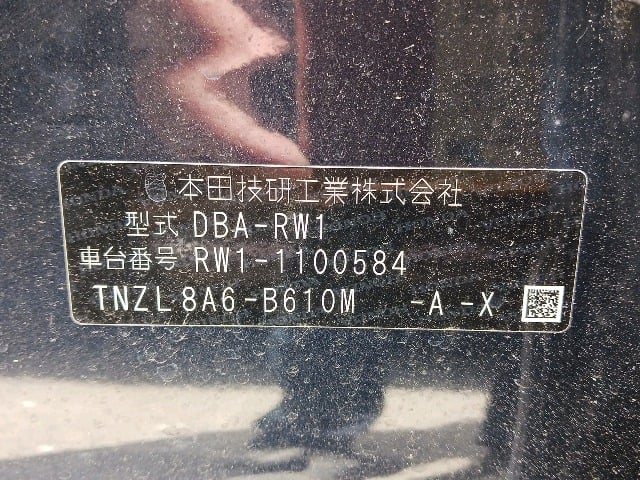 本田技研工業株式会社
型式 DBA-RW1
車台番号 RW1-1100584
TNZL8A6-B610M -A-X